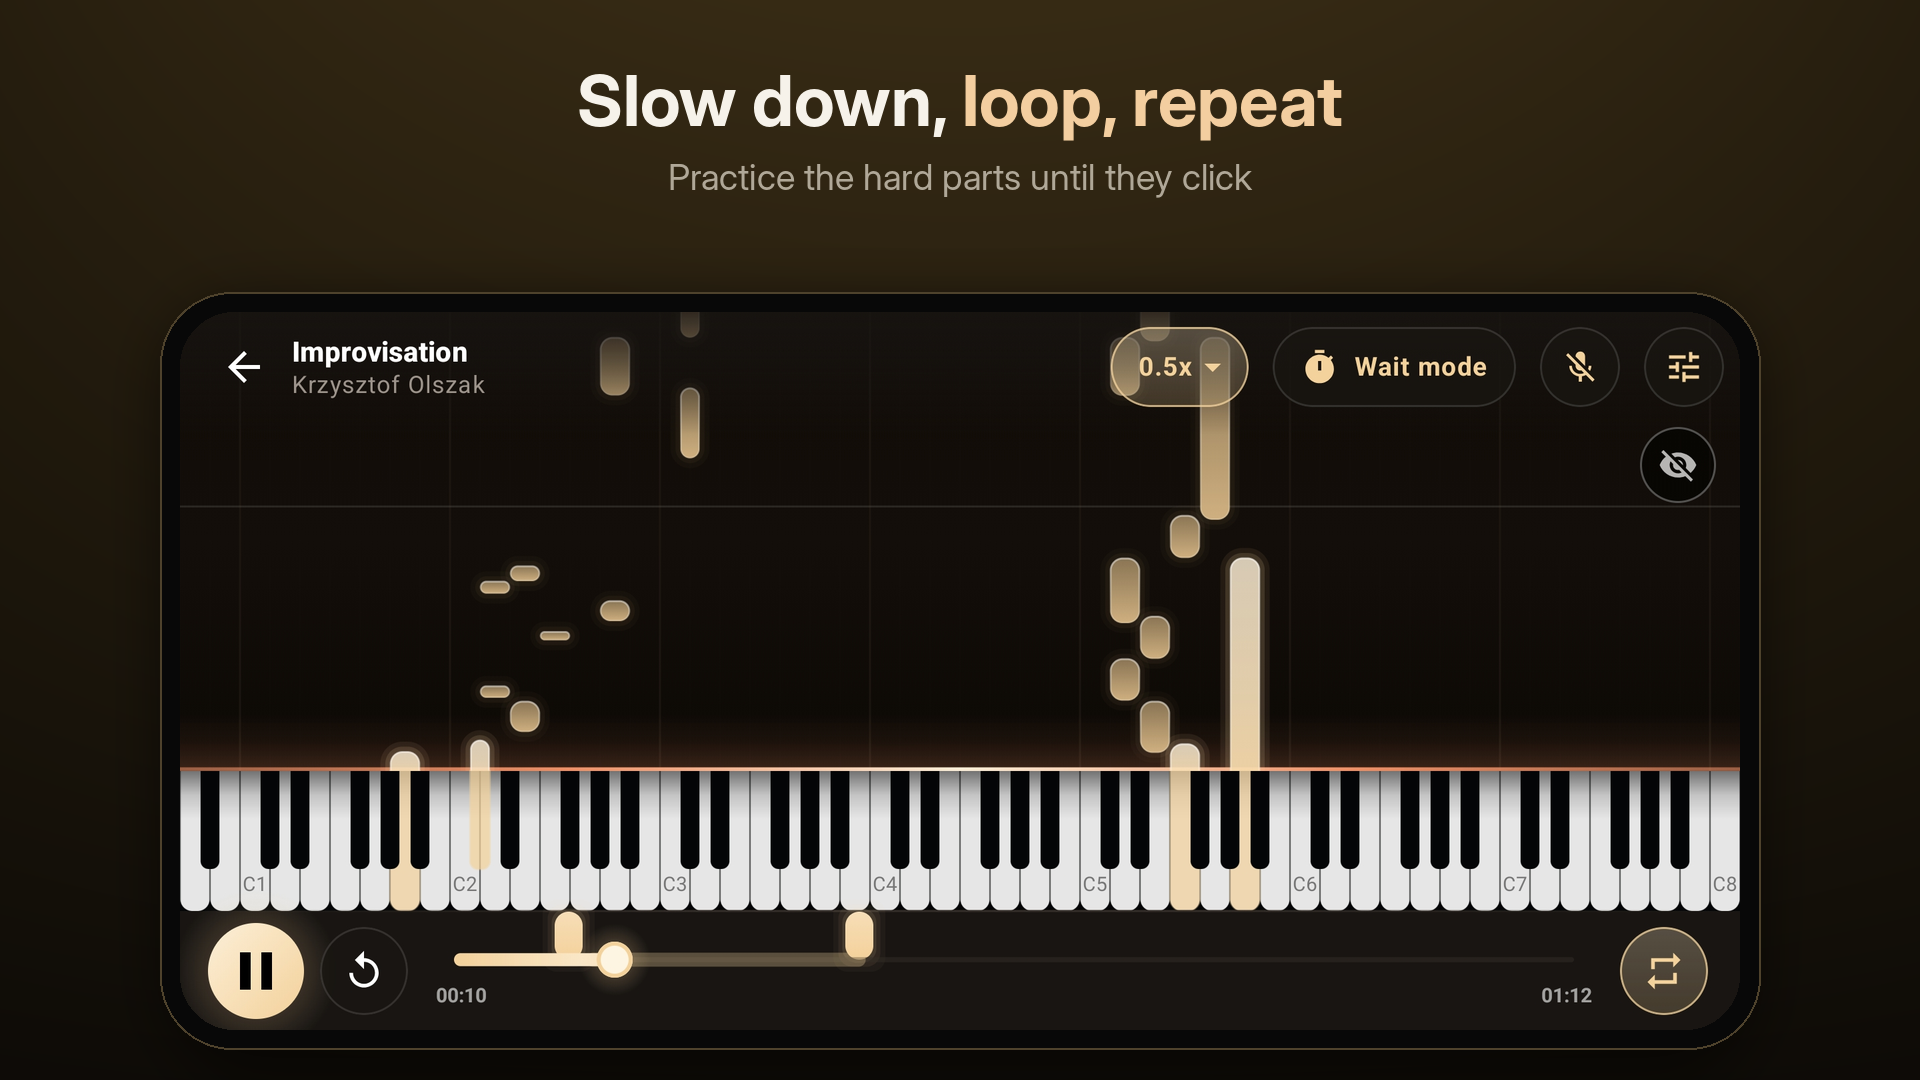 Slow down, loop, repeat
Practice the hard parts until they click
Improvisation
Krzysztof Olszak
0.5x
Wait mode
C1 C2 C3 C4 C5 C6 C7 C8
00:10
01:12